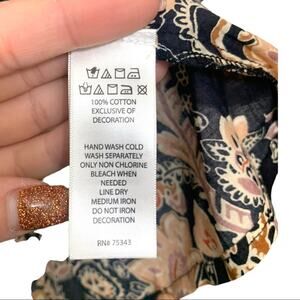 100% COTTON
EXCLUSIVE OF
DECORATION
HAND WASH COLD
WASH SEPARATELY
ONLY NON CHLORINE
BLEACH WHEN
NEEDED
LINE DRY
MEDIUM IRON
DO NOT IRON
DECORATION
RN# 75343